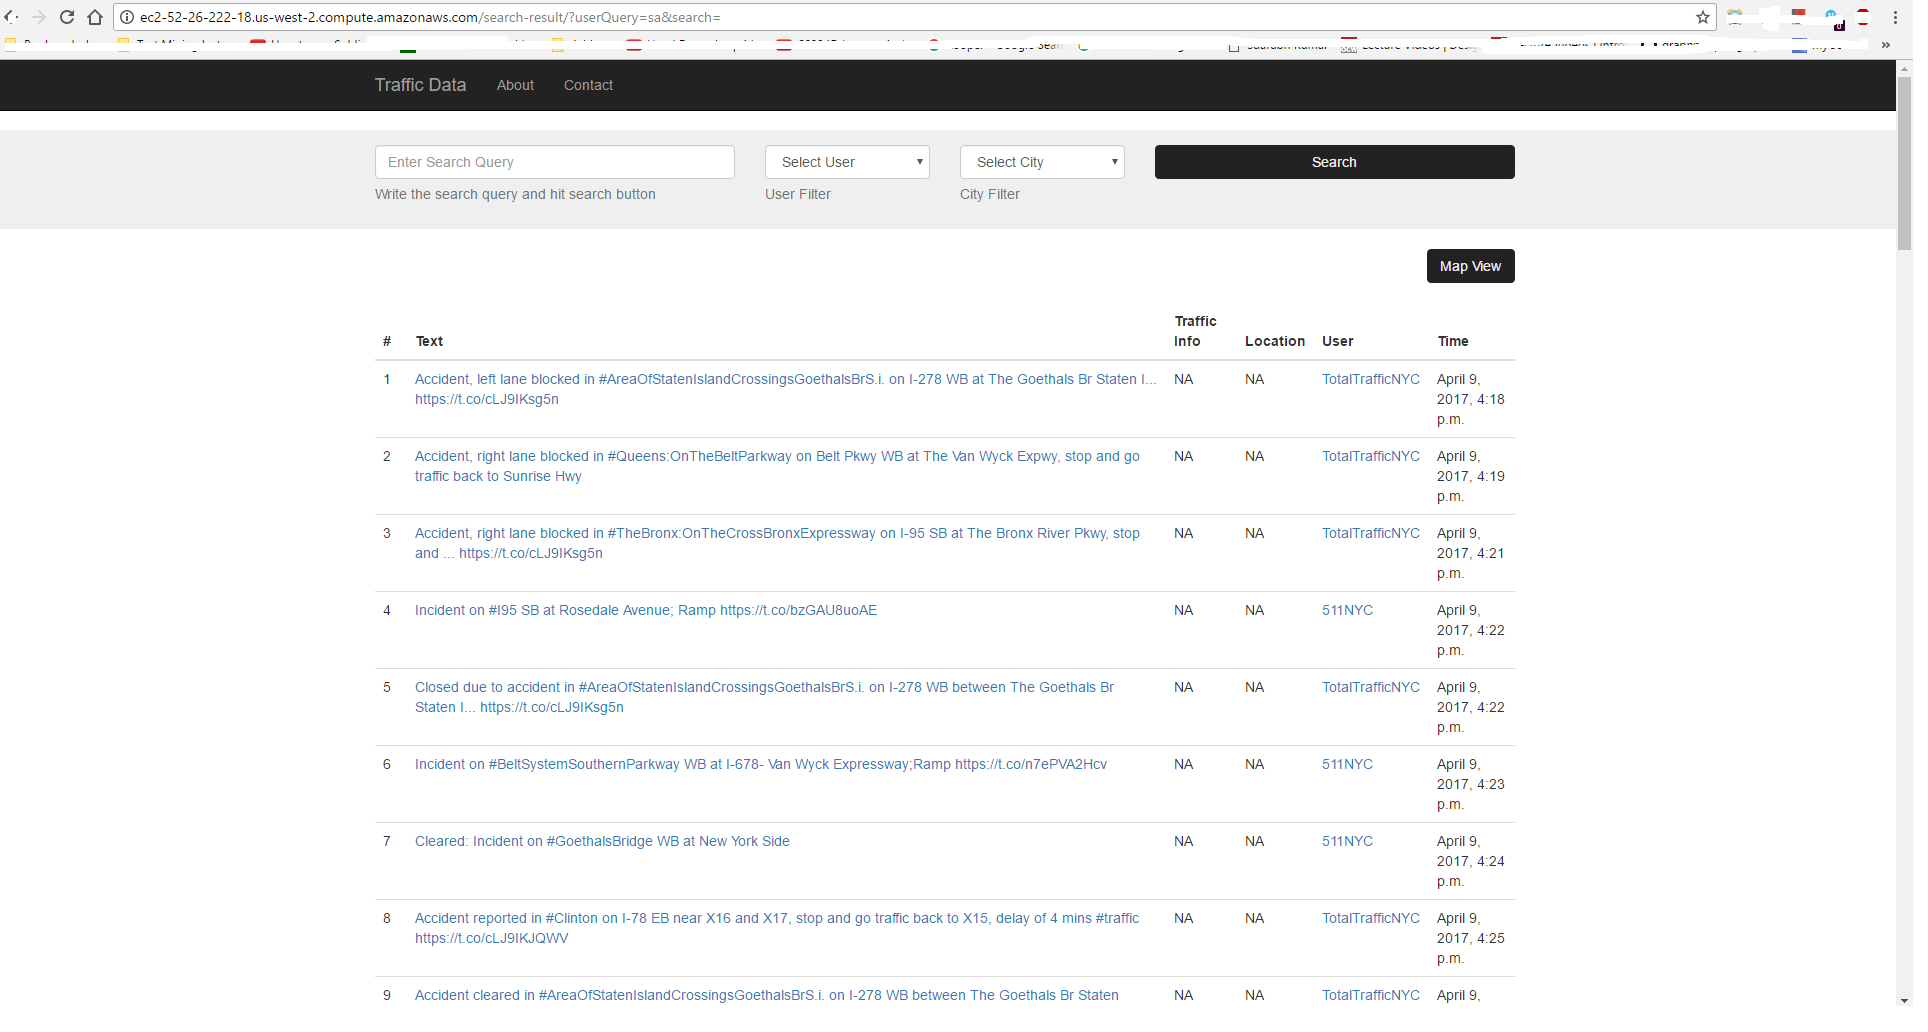 ec2-52-26-222-18.us-west-2.compute.amazonaws.com/search-result/?userQuery=sa&search=
Traffic Data About Contact
Enter Search Query Select User Select City Search
Write the search query and hit search button User Filter City Filter
Map View
# Text Traffic Info Location User Time
1 Accident, left lane blocked in #AreaOfStatenIslandCrossingsGoethalsBrS.i. on I-278 WB at The Goethals Br Staten I... NA NA TotalTrafficNYC April 9,
https://t.co/cLJ9IKsg5n 2017, 4:18
p.m.
2 Accident, right lane blocked in #Queens:OnTheBeltParkway on Belt Pkwy WB at The Van Wyck Expwy, stop and go NA NA TotalTrafficNYC April 9,
traffic back to Sunrise Hwy 2017, 4:19
p.m.
3 Accident, right lane blocked in #TheBronx:OnTheCrossBronxExpressway on I-95 SB at The Bronx River Pkwy, stop NA NA TotalTrafficNYC April 9,
and ... https://t.co/cLJ9IKsg5n 2017, 4:21
p.m.
4 Incident on #I95 SB at Rosedale Avenue; Ramp https://t.co/bzGAU8uoAE NA NA 511NYC April 9,
2017, 4:22
p.m.
5 Closed due to accident in #AreaOfStatenIslandCrossingsGoethalsBrS.i. on I-278 WB between The Goethals Br NA NA TotalTrafficNYC April 9,
Staten I... https://t.co/cLJ9IKsg5n 2017, 4:22
p.m.
6 Incident on #BeltSystemSouthernParkway WB at I-678- Van Wyck Expressway;Ramp https://t.co/n7ePVA2Hcv NA NA 511NYC April 9,
2017, 4:23
p.m.
7 Cleared: Incident on #GoethalsBridge WB at New York Side NA NA 511NYC April 9,
2017, 4:24
p.m.
8 Accident reported in #Clinton on I-78 EB near X16 and X17, stop and go traffic back to X15, delay of 4 mins #traffic NA NA TotalTrafficNYC April 9,
https://t.co/cLJ9IKJQWV 2017, 4:25
p.m.
9 Accident cleared in #AreaOfStatenIslandCrossingsGoethalsBrS.i. on I-278 WB between The Goethals Br Staten NA NA TotalTrafficNYC April 9,